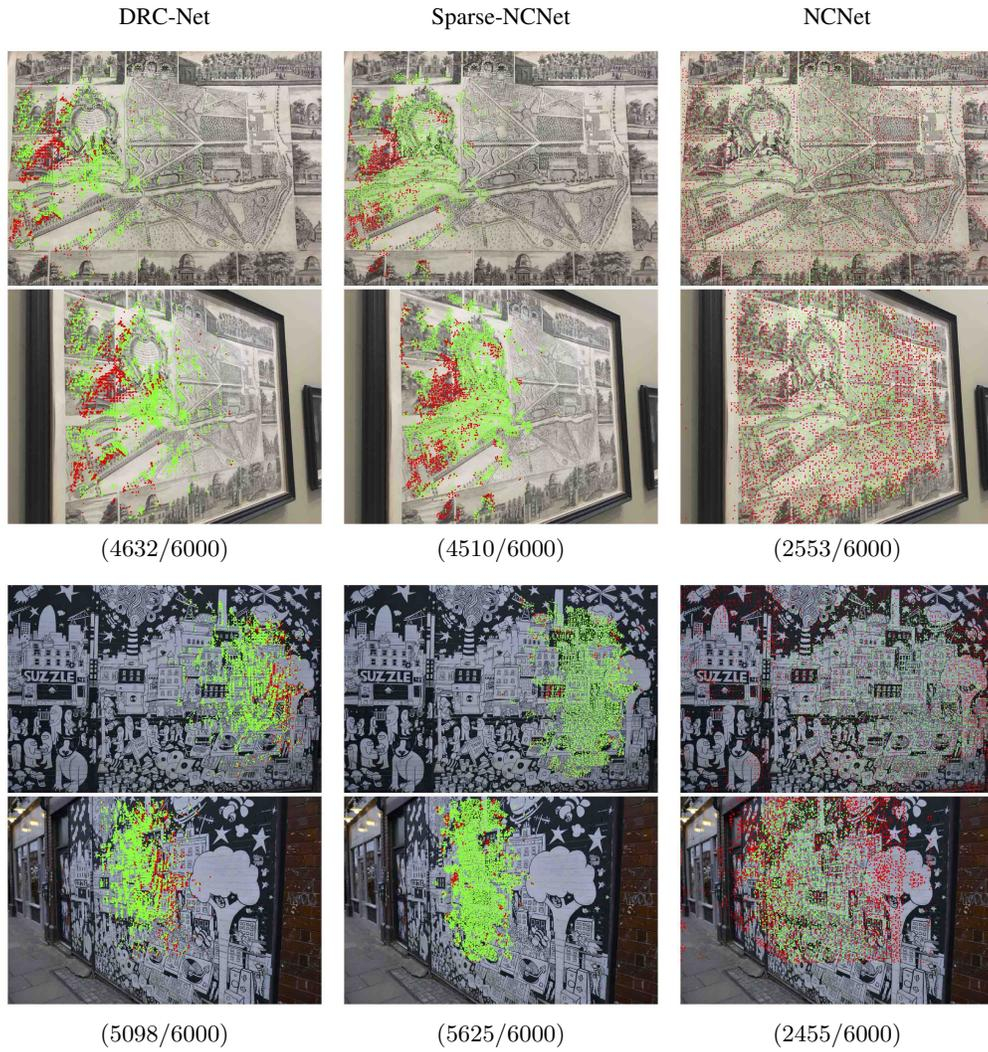 DRC-Net Sparse-NCNet NCNet
(4632/6000) (4510/6000) (2553/6000)
SUZZLE SUZZLE SUZZLE
(5098/6000) (5625/6000) (2455/6000)